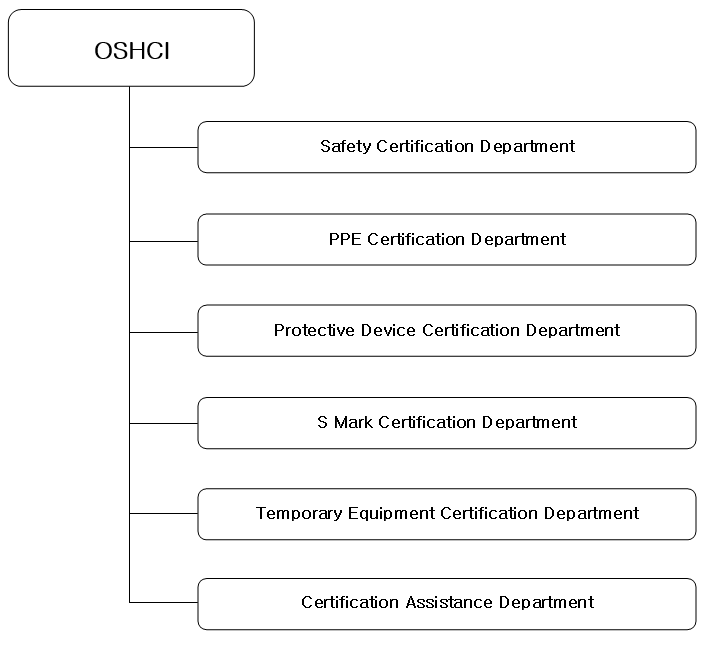 OSHCI
Safety Certification Department
PPE Certification Department
Protective Device Certification Department
S Mark Certification Department
Temporary Equipment Certification Department
Certification Assistance Department